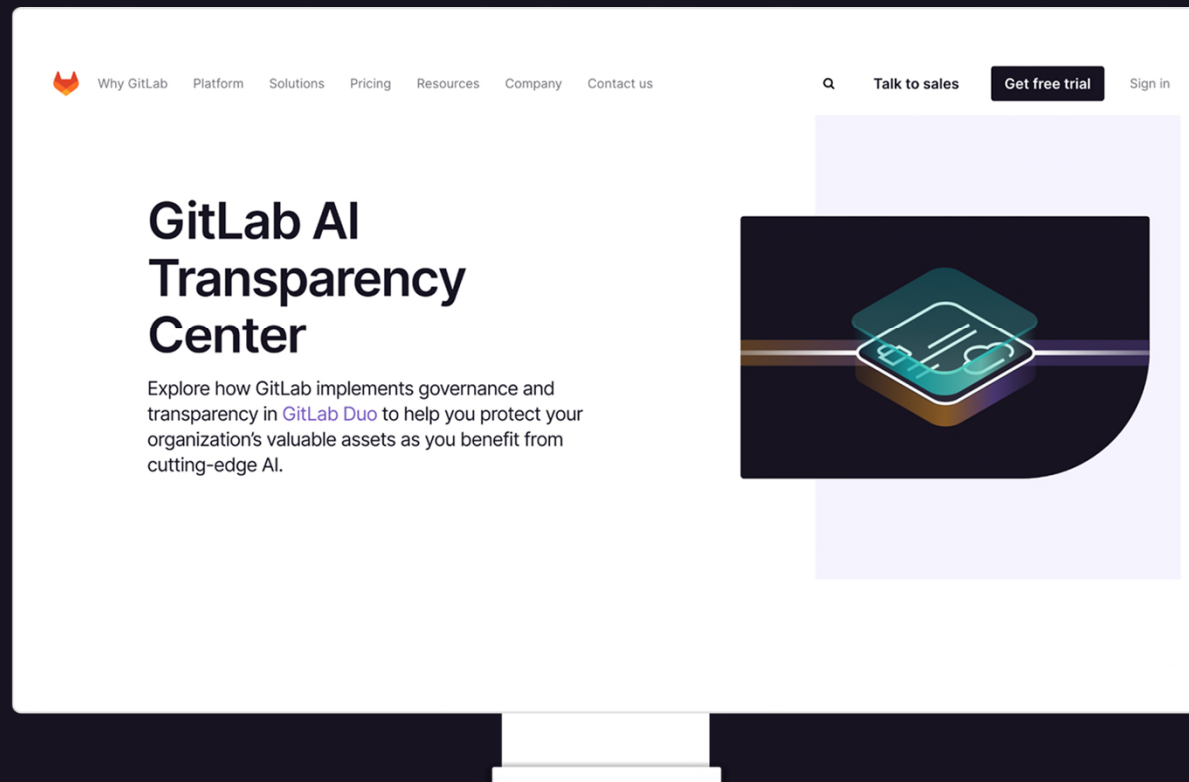 Why GitLab Platform Solutions Pricing Resources Company Contact us Talk to sales Get free trial Sign in
GitLab AI
Transparency
Center
Explore how GitLab implements governance and
transparency in GitLab Duo to help you protect your
organization's valuable assets as you benefit from
cutting-edge AI.